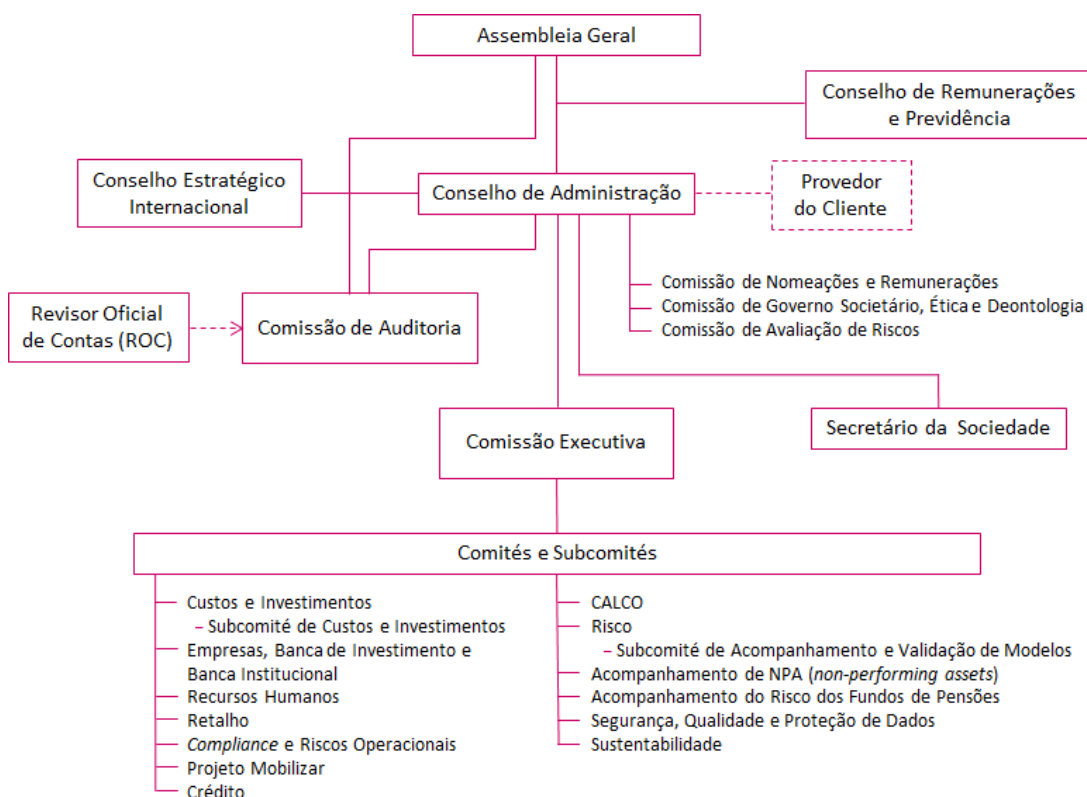 Assembleia Geral
Conselho de Remunerações
e Previdência
Conselho Estratégico
Internacional
Conselho de Administração
Provedor
do Cliente
Comissão de Nomeações e Remunerações
Comissão de Governo Societário, Ética e Deontologia
Comissão de Avaliação de Riscos
Revisor Oficial
de Contas (ROC)
Comissão de Auditoria
Secretário da Sociedade
Comissão Executiva
Comités e Subcomités
Custos e Investimentos
– Subcomité de Custos e Investimentos
Empresas, Banca de Investimento e
Banca Institucional
Recursos Humanos
Retalho
Compliance e Riscos Operacionais
Projeto Mobilizar
Crédito
CALCO
Risco
– Subcomité de Acompanhamento e Validação de Modelos
Acompanhamento de NPA (non-performing assets)
Acompanhamento do Risco dos Fundos de Pensões
Segurança, Qualidade e Proteção de Dados
Sustentabilidade